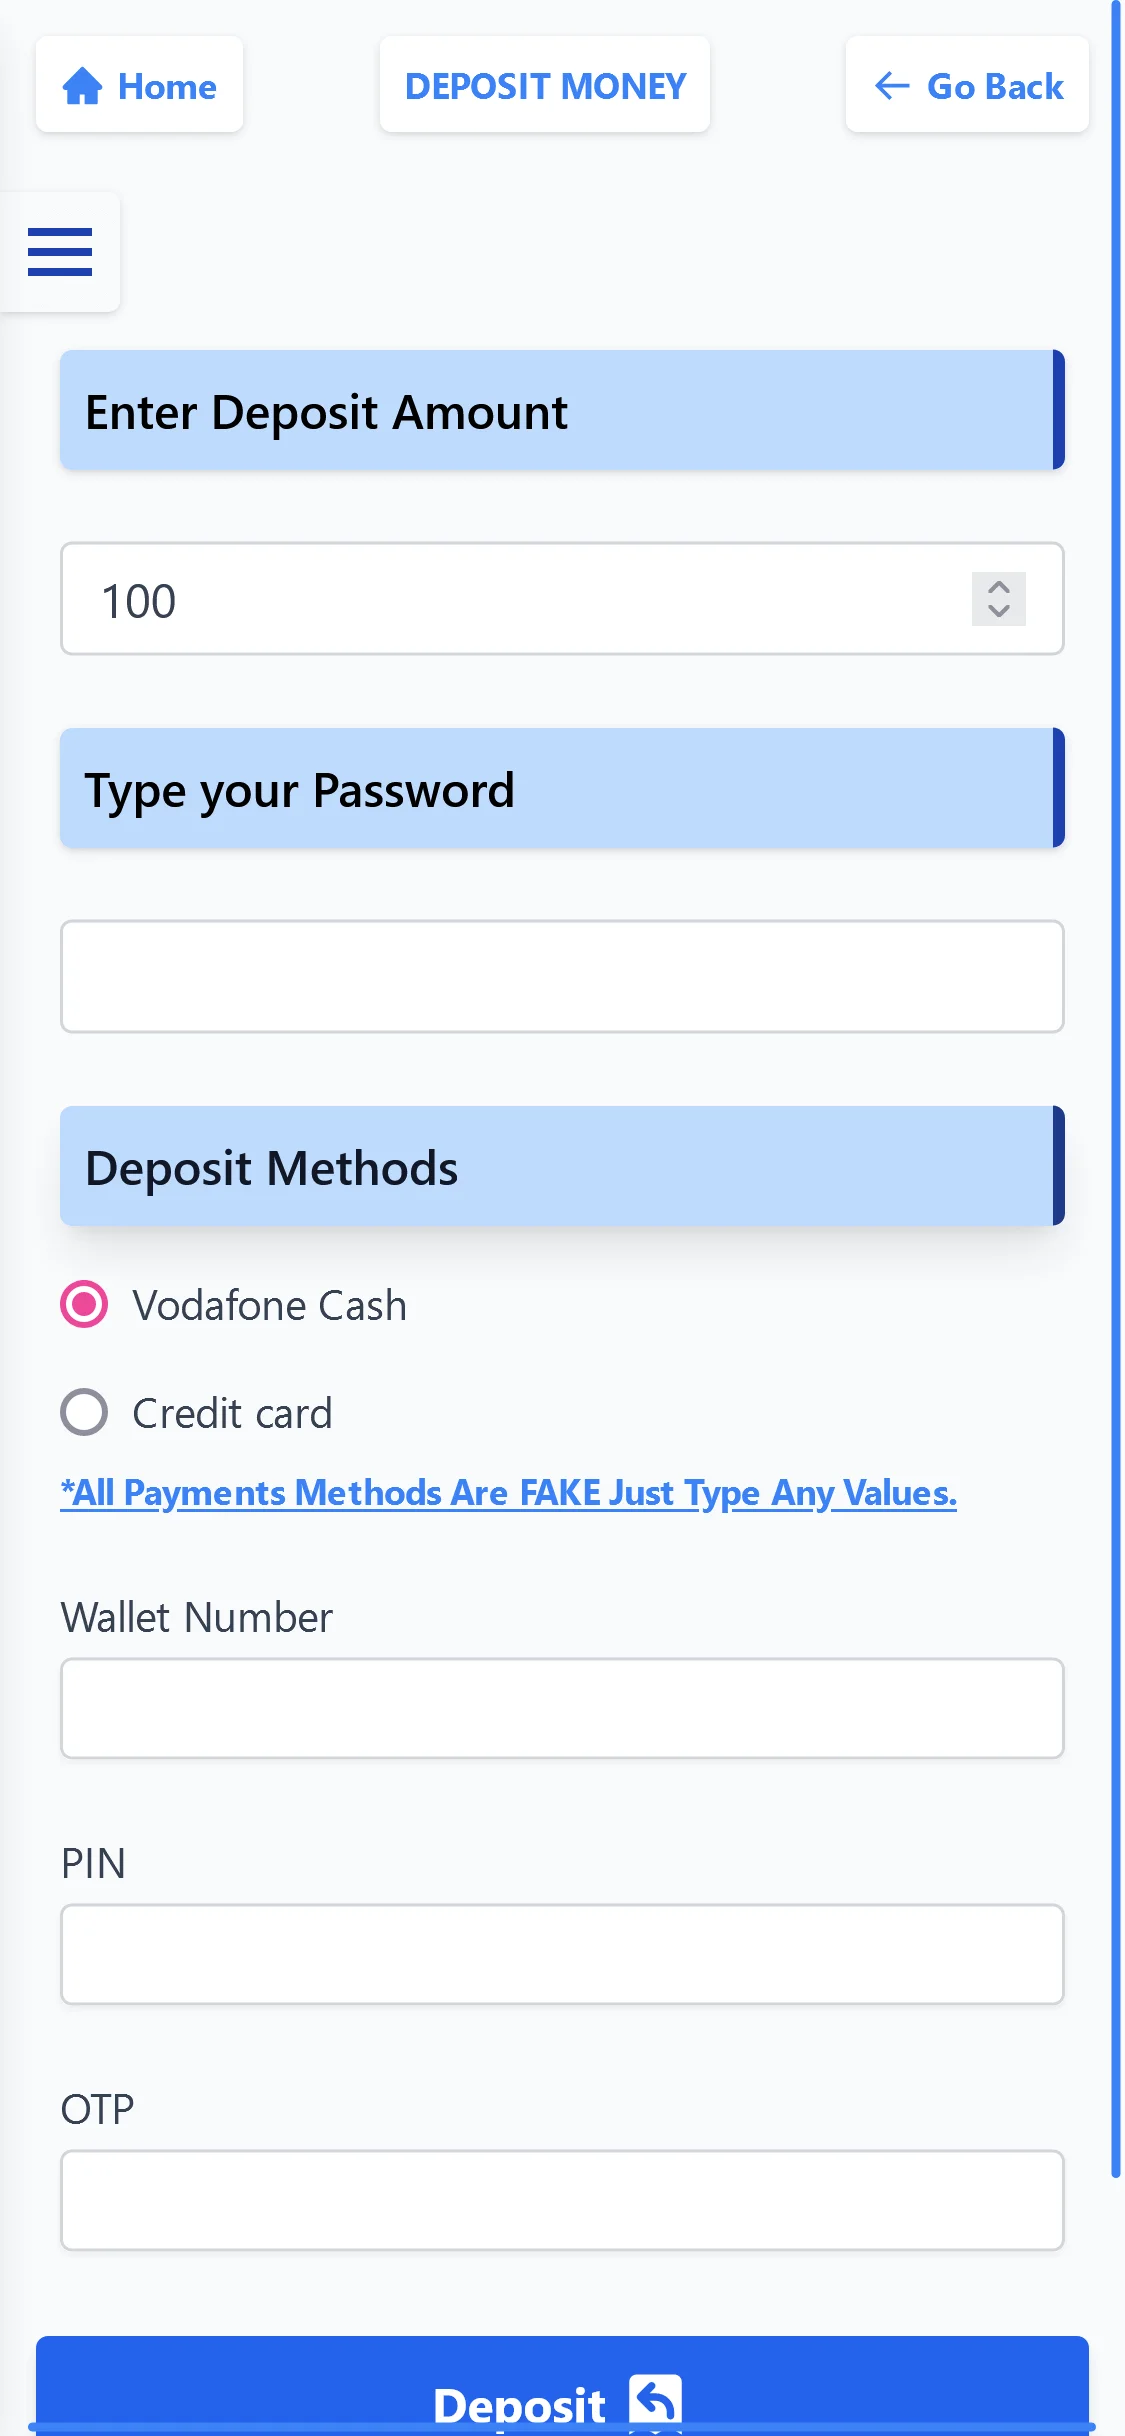 Home
DEPOSIT MONEY
Go Back
Enter Deposit Amount
100
Type your Password
Deposit Methods
Vodafone Cash
Credit card
*All Payments Methods Are FAKE Just Type Any Values.
Wallet Number
PIN
OTP
Deposit